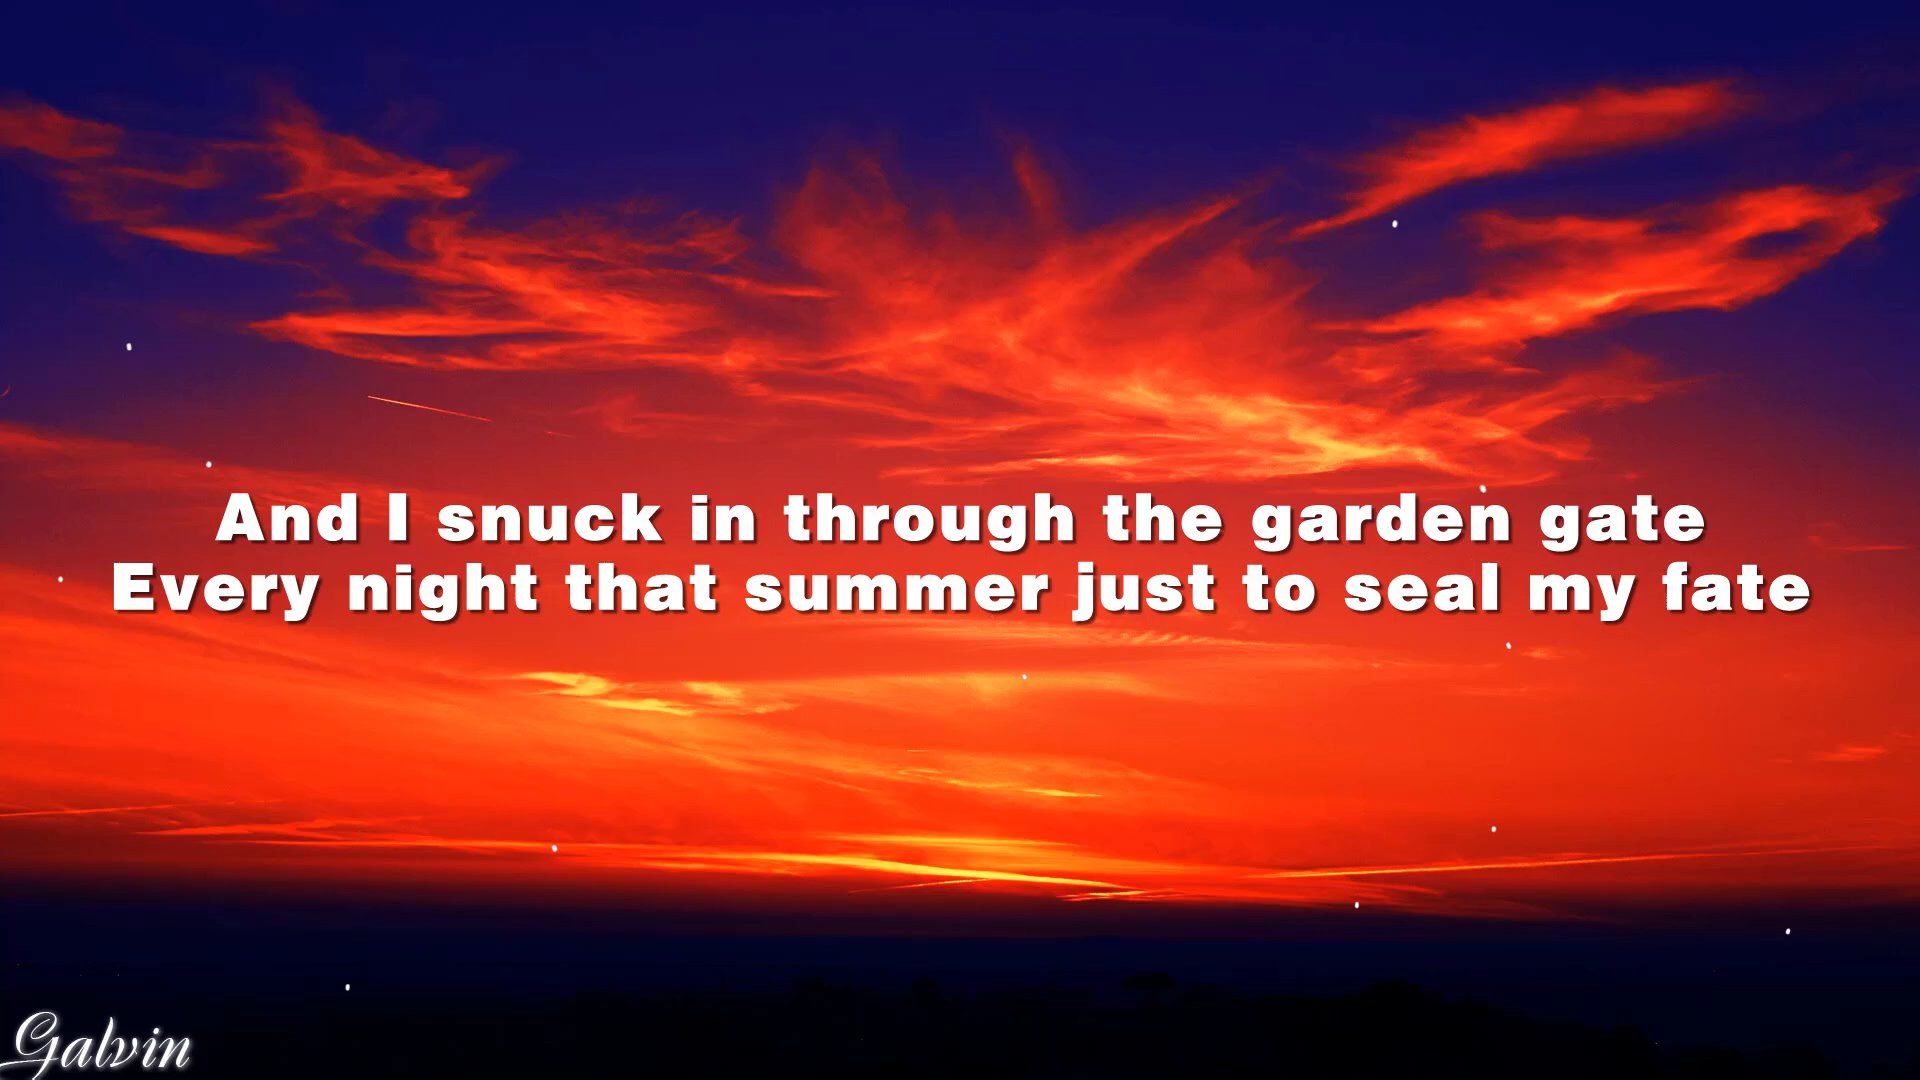 And I snuck in through the garden gate
Every night that summer just to seal my fate
Galvin